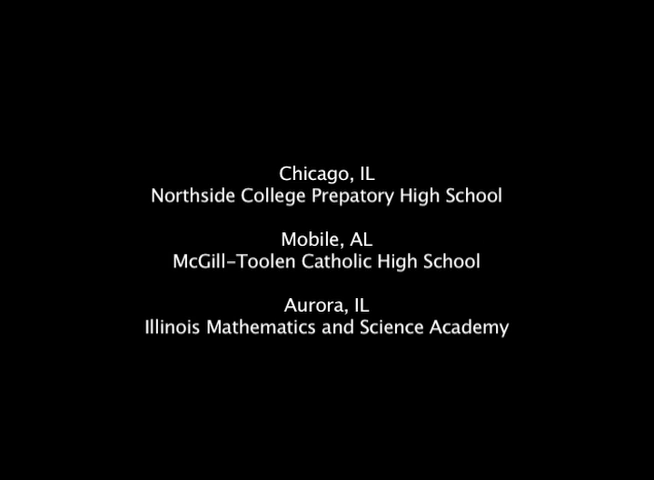 Chicago, IL
Northside College Prepatory High School
Mobile, AL
McGill-Toolen Catholic High School
Aurora, IL
Illinois Mathematics and Science Academy